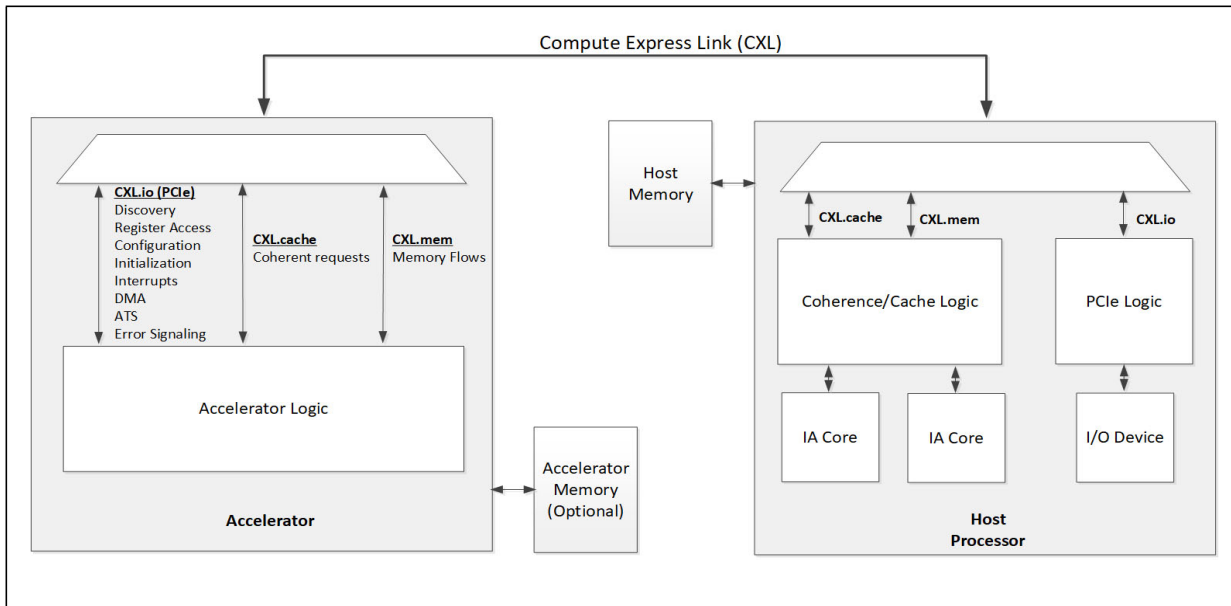 Compute Express Link (CXL)
CXL.io (PCIe)
Discovery
Register Access
Configuration
Initialization
Interrupts
DMA
ATS
Error Signaling
CXL.cache
Coherent requests
CXL.mem
Memory Flows
Accelerator Logic
Accelerator
Accelerator
Memory
(Optional)
Host
Memory
CXL.cache
CXL.mem
CXL.io
Coherence/Cache Logic
PCIe Logic
IA Core
IA Core
I/O Device
Host
Processor